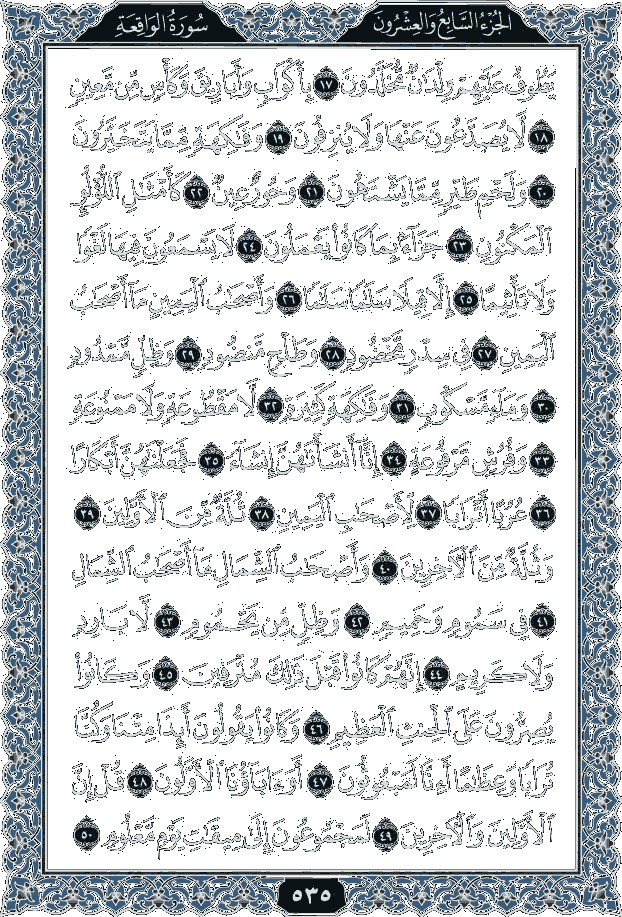 سُورَةُ الوَاقِعَةِ
الجُزْءُ السَّابِعُ وَالعِشْرُونَ
يَطُوفُ عَلَيْهِمْ وِلْدَٰنٌ مُّخَلَّدُونَ ١٧ بِأَكْوَابٍ وَأَبَارِيقَ وَكَأْسٍ مِّن مَّعِينٍ
١٨ لَّا يُصَدَّعُونَ عَنْهَا وَلَا يُنزِفُونَ ١٩ وَفَٰكِهَةٍ مِّمَّا يَتَخَيَّرُونَ
٢٠ وَلَحْمِ طَيْرٍ مِّمَّا يَشْتَهُونَ ٢١ وَحُورٌ عِينٌ ٢٢ كَأَمْثَٰلِ ٱللُّؤْلُؤِ
ٱلْمَكْنُونِ ٢٣ جَزَآءًۢ بِمَا كَانُوا۟ يَعْمَلُونَ ٢٤ لَا يَسْمَعُونَ فِيهَا لَغْوًا
وَلَا تَأْثِيمًا ٢٥ إِلَّا قِيلًا سَلَٰمًا سَلَٰمًا ٢٦ وَأَصْحَٰبُ ٱلْيَمِينِ مَآ أَصْحَٰبُ
ٱلْيَمِينِ ٢٧ فِى سِدْرٍ مَّخْضُودٍ ٢٨ وَطَلْحٍ مَّنضُودٍ ٢٩ وَظِلٍّ مَّمْدُودٍ
٣٠ وَمَآءٍ مَّسْكُوبٍ ٣١ وَفَٰكِهَةٍ كَثِيرَةٍ ٣٢ لَّا مَقْطُوعَةٍ وَلَا مَمْنُوعَةٍ
٣٣ وَفُرُشٍ مَّرْفُوعَةٍ ٣٤ إِنَّآ أَنشَأْنَٰهُنَّ إِنشَآءً ٣٥ فَجَعَلْنَٰهُنَّ أَبْكَارًا
٣٦ عُرُبًا أَتْرَابًا ٣٧ لِّأَصْحَٰبِ ٱلْيَمِينِ ٣٨ ثُلَّةٌ مِّنَ ٱلْأَوَّلِينَ ٣٩
وَثُلَّةٌ مِّنَ ٱلْءَاخِرِينَ ٤٠ وَأَصْحَٰبُ ٱلشِّمَالِ مَآ أَصْحَٰبُ ٱلشِّمَالِ
٤١ فِى سَمُومٍ وَحَمِيمٍ ٤٢ وَظِلٍّ مِّن يَحْمُومٍ ٤٣ لَّا بَارِدٍ
وَلَا كَرِيمٍ ٤٤ إِنَّهُمْ كَانُوا۟ قَبْلَ ذَٰلِكَ مُتْرَفِينَ ٤٥ وَكَانُوا۟
يُصِرُّونَ عَلَى ٱلْحِنثِ ٱلْعَظِيمِ ٤٦ وَكَانُوا۟ يَقُولُونَ أَئِذَا مِتْنَا وَكُنَّا
تُرَابًا وَعِظَٰمًا أَءِنَّا لَمَبْعُوثُونَ ٤٧ أَوَءَابَآؤُنَا ٱلْأَوَّلُونَ ٤٨ قُلْ إِنَّ
ٱلْأَوَّلِينَ وَٱلْءَاخِرِينَ ٤٩ لَمَجْمُوعُونَ إِلَىٰ مِيقَٰتِ يَوْمٍ مَّعْلُومٍ ٥٠
٥٣٥